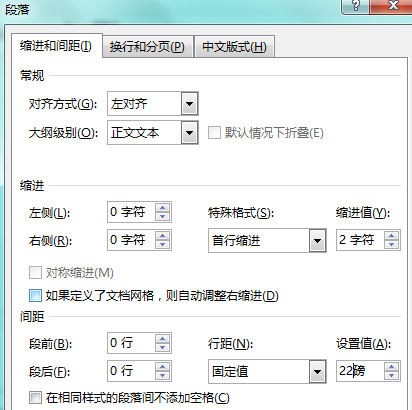 段落
缩进和间距(I) 换行和分页(P) 中文版式(H)
常规
对齐方式(G): 左对齐
大纲级别(O): 正文文本 默认情况下折叠(E)
缩进
左侧(L): 0 字符 特殊格式(S): 缩进值(Y):
右侧(R): 0 字符 首行缩进 2 字符
对称缩进(M)
如果定义了文档网格，则自动调整右缩进(D)
间距
段前(B): 0 行 行距(N): 设置值(A):
段后(F): 0 行 固定值 22磅
在相同样式的段落间不添加空格(C)